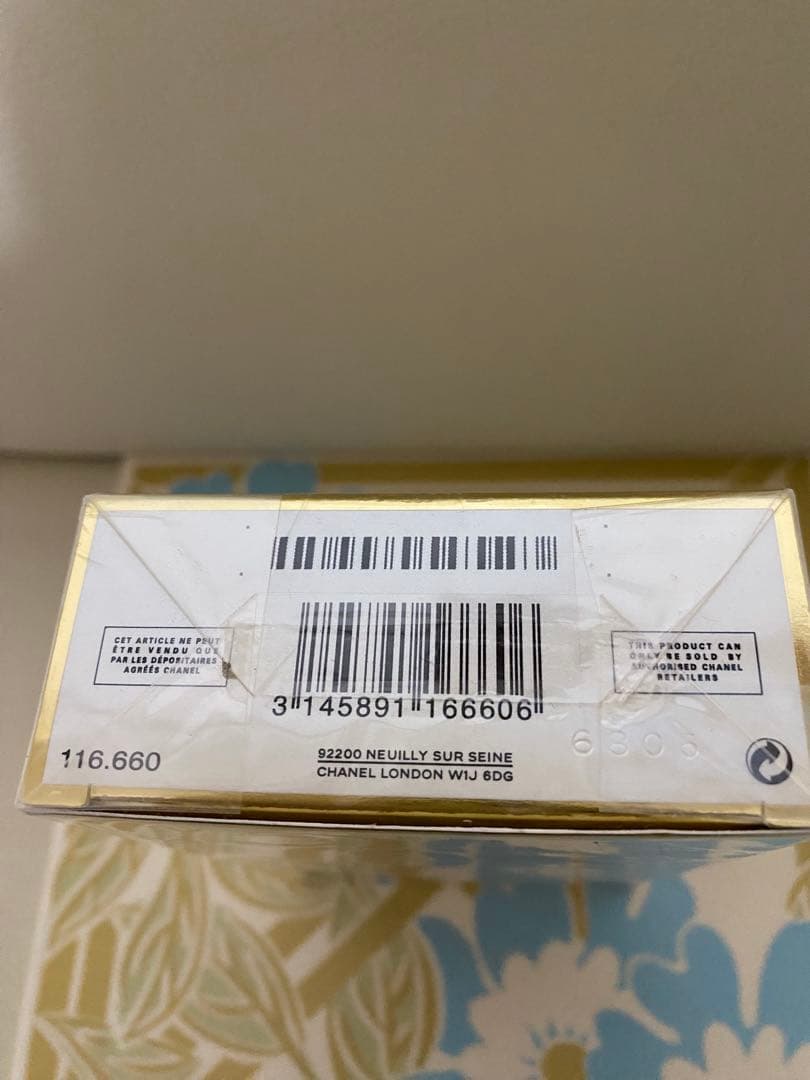 CET ARTICLE NE PEUT
ÊTRE VENDU QUE
PAR LES DÉPOSITAIRES
AGRÉÉS CHANEL
THIS PRODUCT CAN
ONLY BE SOLD BY
AUTHORISED CHANEL
RETAILERS
3 145891 166606
116.660
92200 NEUILLY SUR SEINE
CHANEL LONDON W1J 6DG